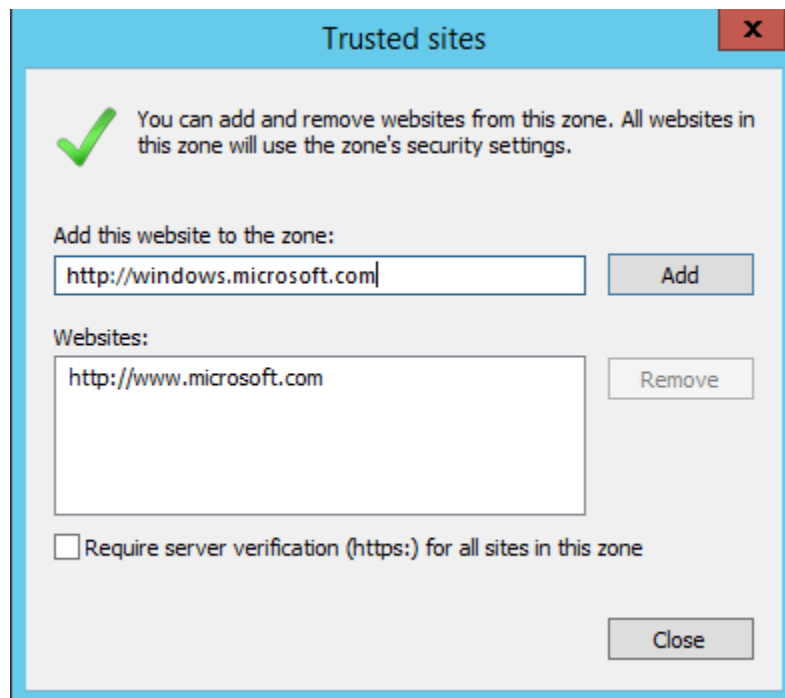 Trusted sites
x
You can add and remove websites from this zone. All websites in
this zone will use the zone's security settings.
Add this website to the zone:
http://windows.microsoft.com
Add
Websites:
http://www.microsoft.com
Remove
Require server verification (https:) for all sites in this zone
Close